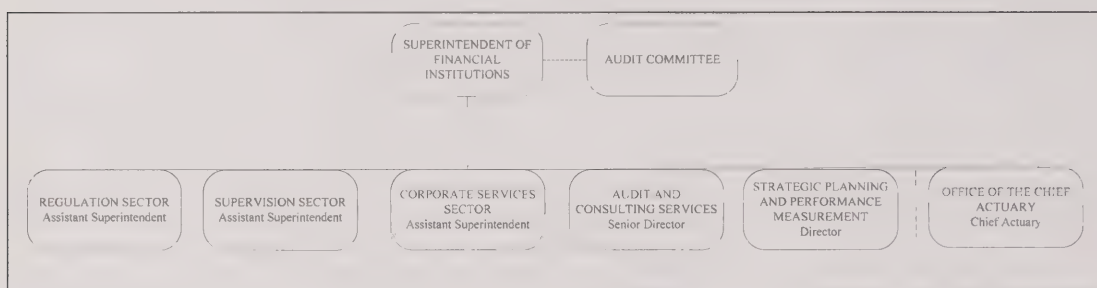 SUPERINTENDENT OF
FINANCIAL
INSTITUTIONS
AUDIT COMMITTEE
REGULATION SECTOR
Assistant Superintendent
SUPERVISION SECTOR
Assistant Superintendent
CORPORATE SERVICES
SECTOR
Assistant Superintendent
AUDIT AND
CONSULTING SERVICES
Senior Director
STRATEGIC PLANNING
AND PERFORMANCE
MEASUREMENT
Director
OFFICE OF THE CHIEF
ACTUARY
Chief Actuary